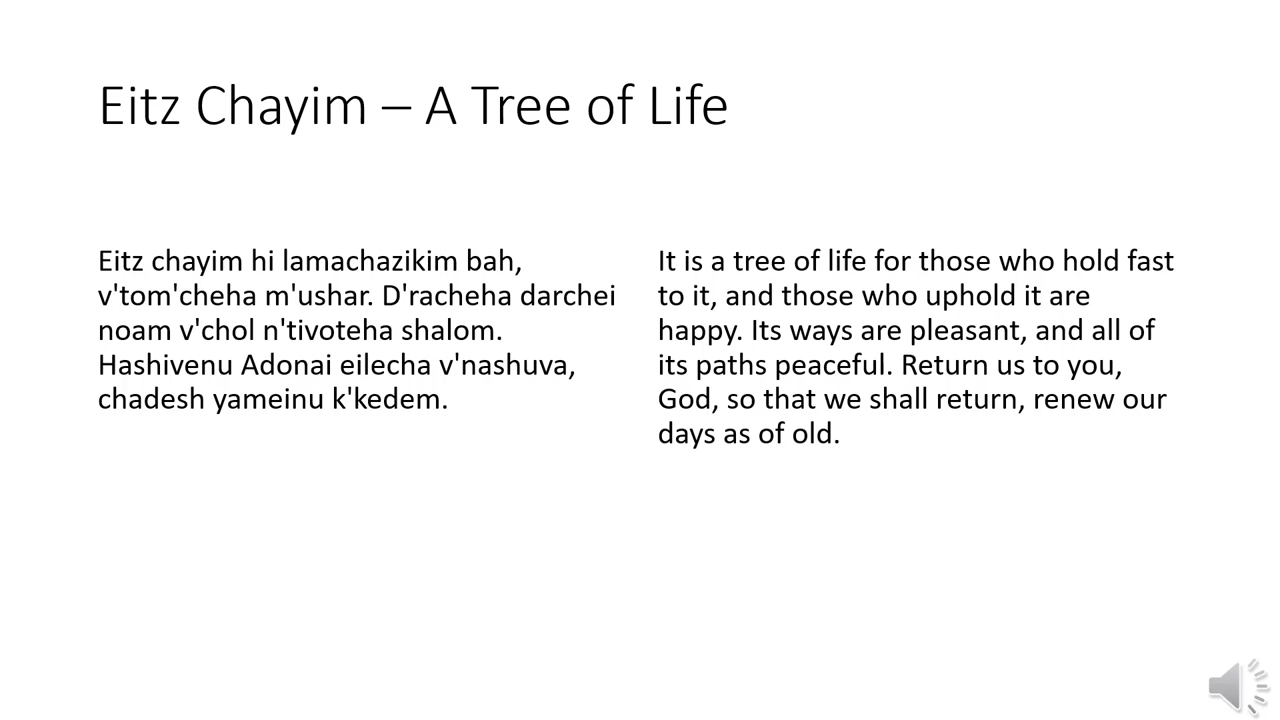 Eitz Chayim – A Tree of Life
Eitz chayim hi lamachazikim bah,
v'tom'cheha m'ushar. D'racheha darchei
noam v'chol n'tivoteha shalom.
Hashivenu Adonai eilecha v'nashuva,
chadesh yameinu k'kedem.
It is a tree of life for those who hold fast
to it, and those who uphold it are
happy. Its ways are pleasant, and all of
its paths peaceful. Return us to you,
God, so that we shall return, renew our
days as of old.